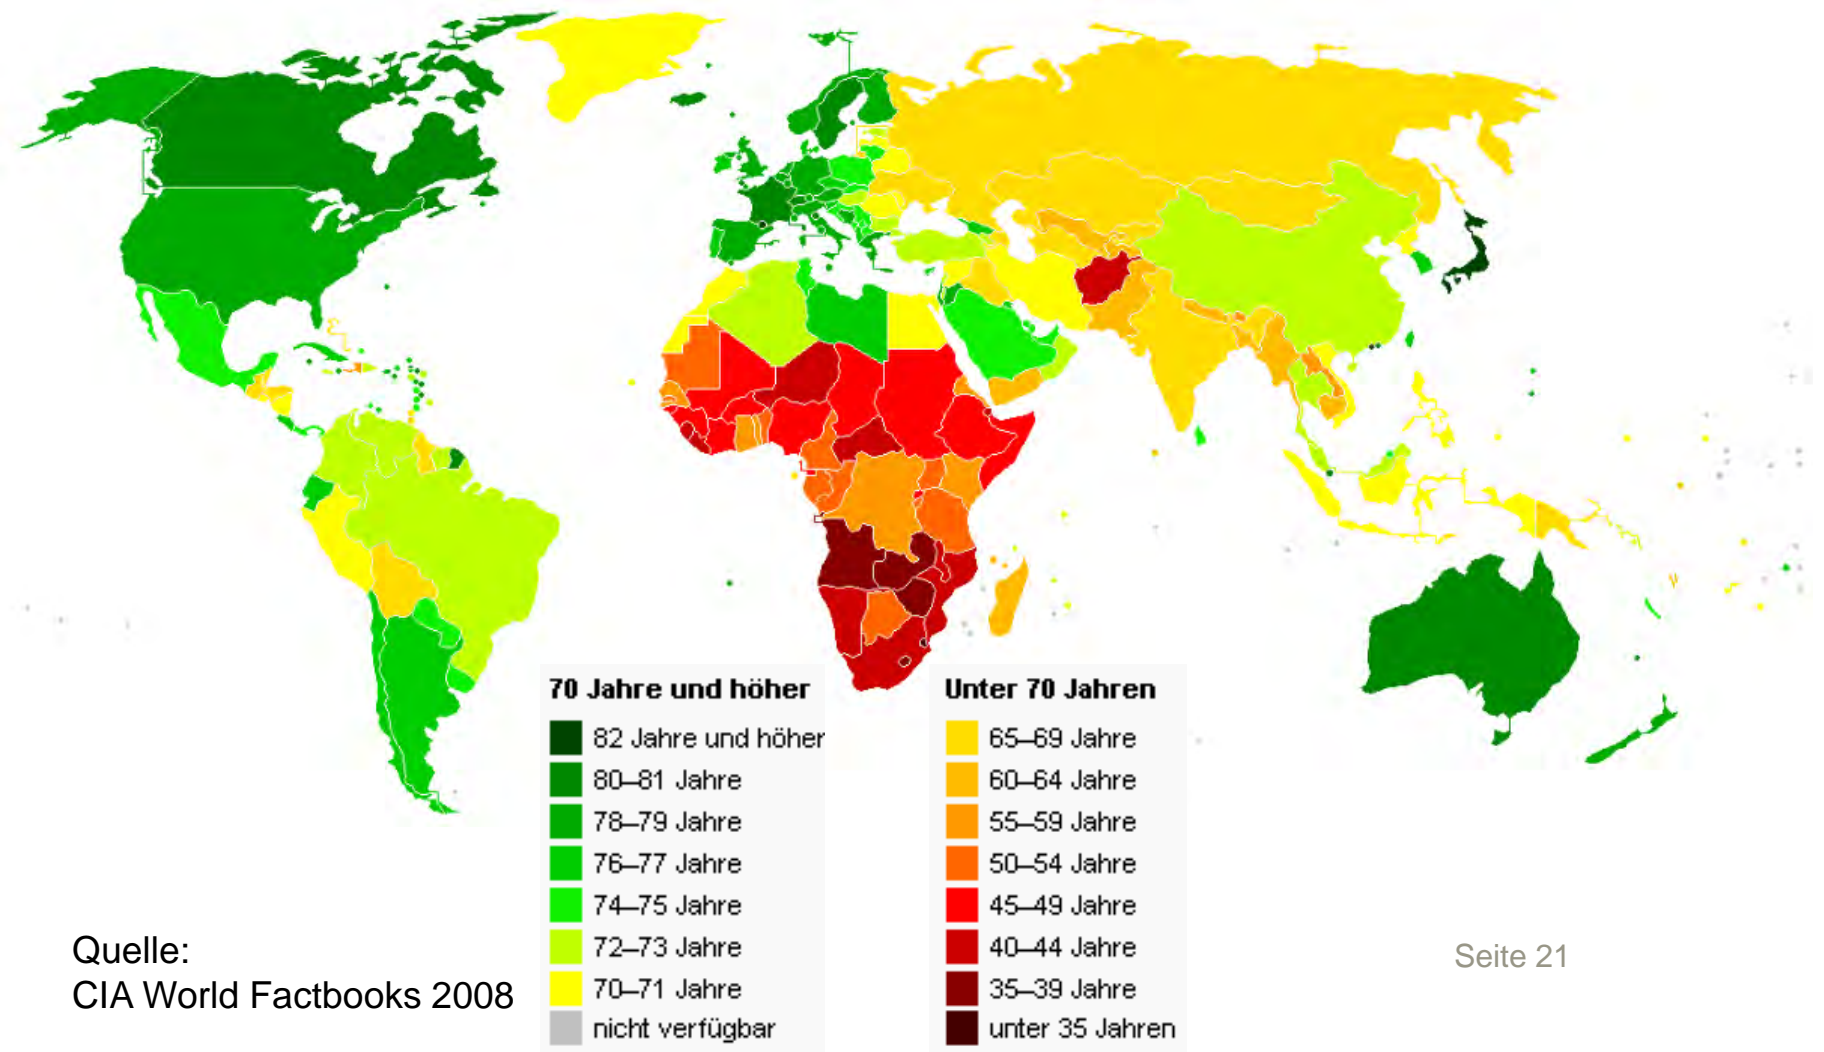 70 Jahre und höher
82 Jahre und höher
80–81 Jahre
78–79 Jahre
76–77 Jahre
74–75 Jahre
72–73 Jahre
70–71 Jahre
nicht verfügbar
Unter 70 Jahren
65–69 Jahre
60–64 Jahre
55–59 Jahre
50–54 Jahre
45–49 Jahre
40–44 Jahre
35–39 Jahre
unter 35 Jahren
Quelle:
CIA World Factbooks 2008
Seite 21